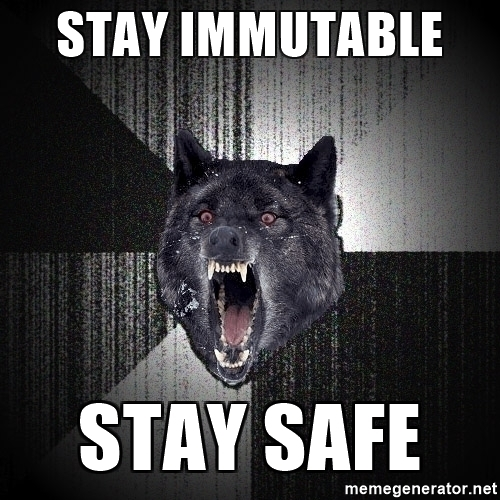 STAY IMMUTABLE
STAY SAFE
memegenerator.net